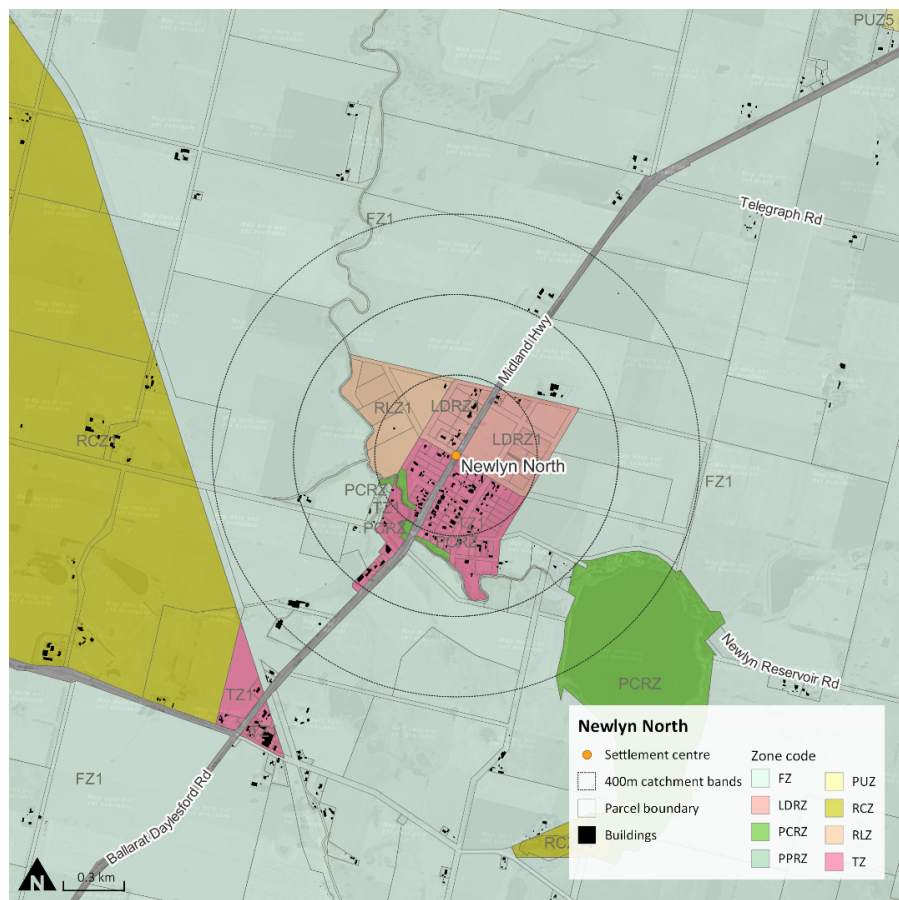 PUZ5
Telegraph Rd
FZ1
Midland Hwy
RLZ1
LDRZ1
LDRZ1
RCZ1
Newlyn North
FZ1
PCRZ
PCRZ
PCRZ
Newlyn Reservoir Rd
PCRZ
TZ1
FZ1
Ballarat Daylesford Rd
Newlyn North
Settlement centre
400m catchment bands
Parcel boundary
Buildings
Zone code
FZ
LDRZ
PCRZ
PPRZ
PUZ
RCZ
RLZ
TZ
N
0.3 km